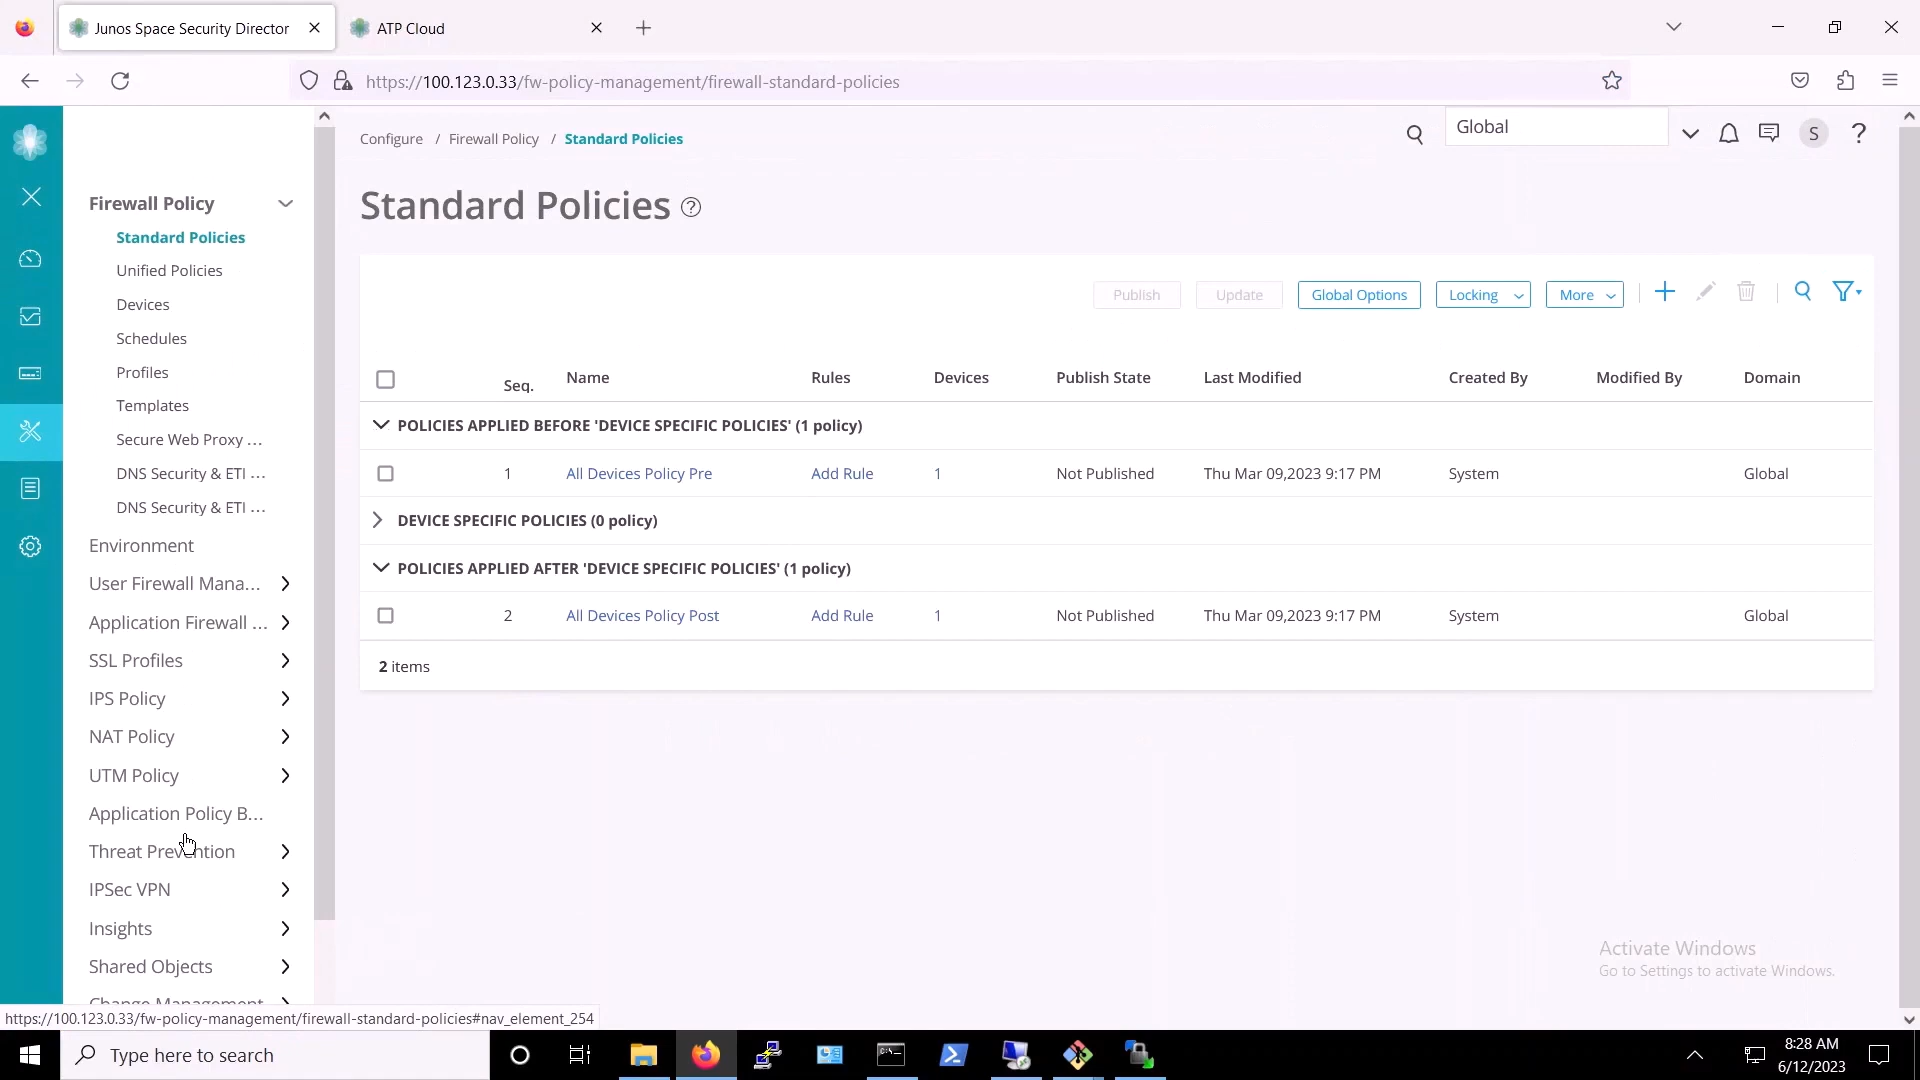 Junos Space Security Director
ATP Cloud
https://100.123.0.33/fw-policy-management/firewall-standard-policies
Configure / Firewall Policy / Standard Policies
Global
S
?
Standard Policies ?
Firewall Policy
Standard Policies
Unified Policies
Devices
Schedules
Profiles
Templates
Secure Web Proxy ...
DNS Security & ETI ...
DNS Security & ETI ...
Environment
User Firewall Mana...
Application Firewall ...
SSL Profiles
IPS Policy
NAT Policy
UTM Policy
Application Policy B...
Threat Prevention
IPSec VPN
Insights
Shared Objects
Change Management
Publish Update Global Options Locking More
Seq. Name Rules Devices Publish State Last Modified Created By Modified By Domain
POLICIES APPLIED BEFORE 'DEVICE SPECIFIC POLICIES' (1 policy)
1 All Devices Policy Pre Add Rule 1 Not Published Thu Mar 09,2023 9:17 PM System Global
DEVICE SPECIFIC POLICIES (0 policy)
POLICIES APPLIED AFTER 'DEVICE SPECIFIC POLICIES' (1 policy)
2 All Devices Policy Post Add Rule 1 Not Published Thu Mar 09,2023 9:17 PM System Global
2 items
Activate Windows
Go to Settings to activate Windows.
https://100.123.0.33/fw-policy-management/firewall-standard-policies#nav_element_254
Type here to search
8:28 AM
6/12/2023